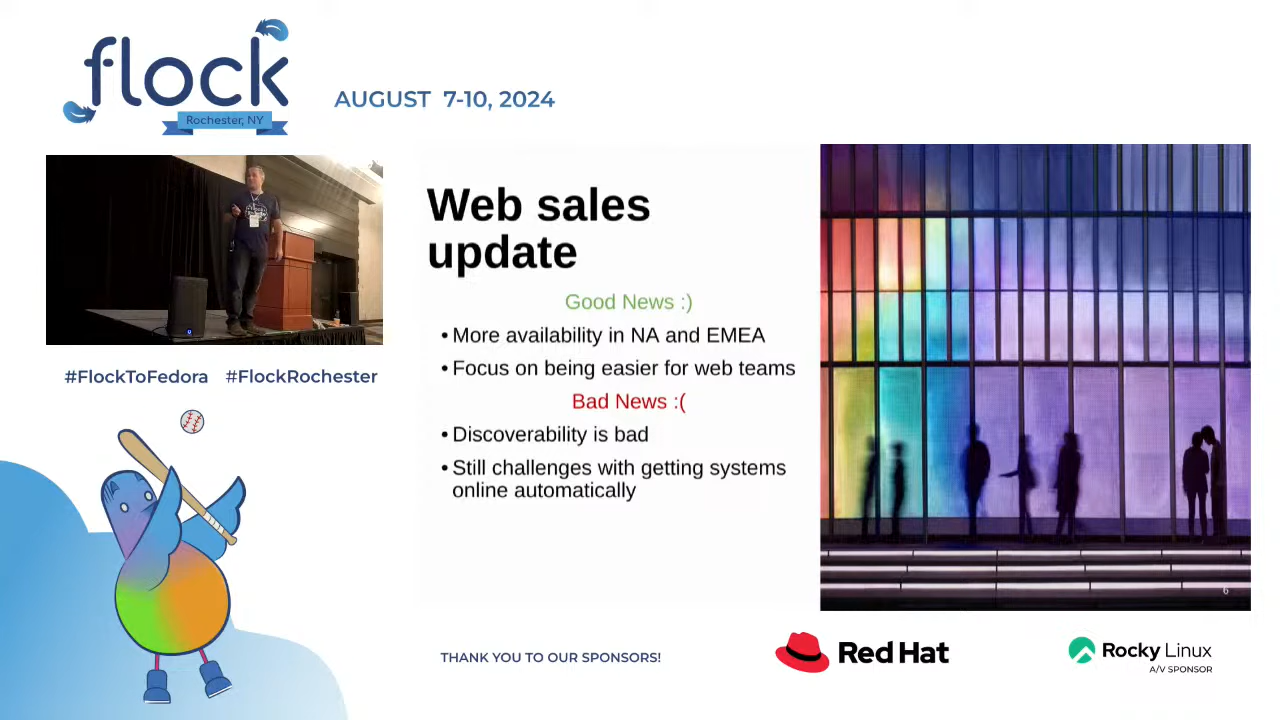 flock
Rochester, NY
AUGUST 7-10, 2024
#FlockToFedora #FlockRochester
Web sales
update
Good News :)
• More availability in NA and EMEA
• Focus on being easier for web teams
Bad News :(
• Discoverability is bad
• Still challenges with getting systems
online automatically
6
THANK YOU TO OUR SPONSORS!
Red Hat
Rocky Linux
A/V SPONSOR